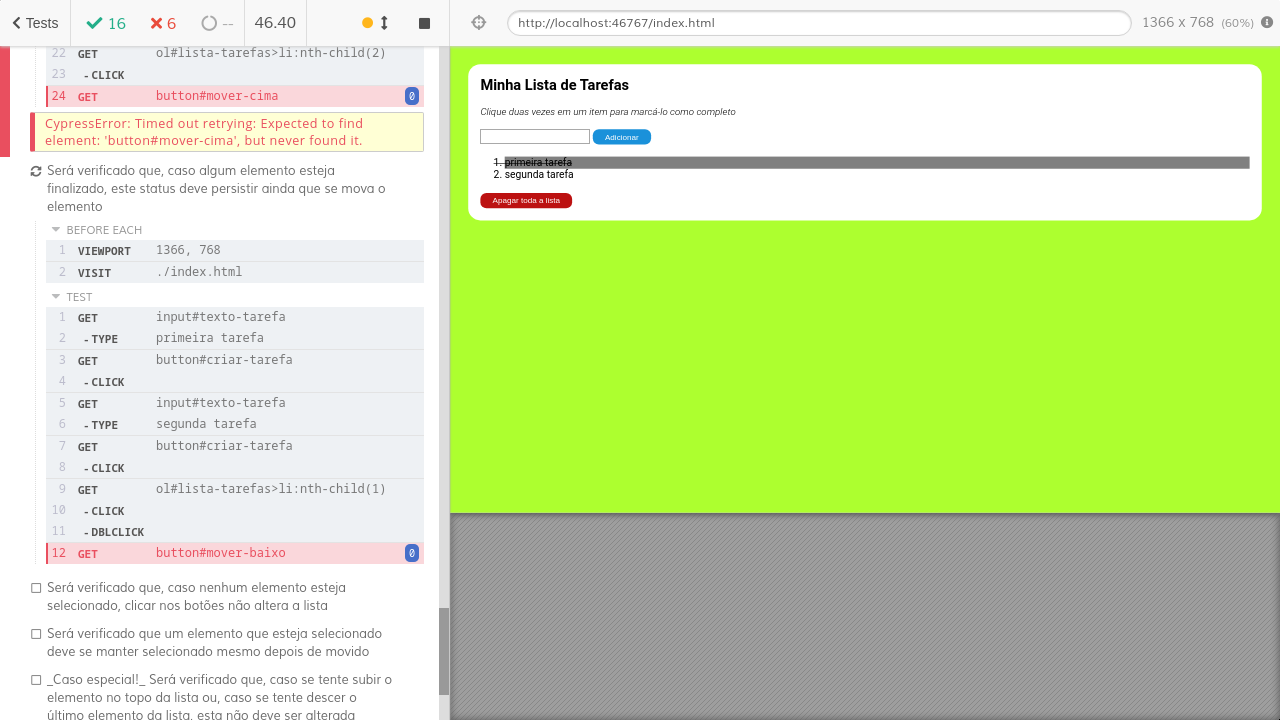 Tests
16
6
--
46.40
http://localhost:46767/index.html
1366 x 768 (60%)
22 GET ol#lista-tarefas>li:nth-child(2)
23 -CLICK
24 GET button#mover-cima 0
CypressError: Timed out retrying: Expected to find
element: 'button#mover-cima', but never found it.
Será verificado que, caso algum elemento esteja
finalizado, este status deve persistir ainda que se mova o
elemento
BEFORE EACH
1 VIEWPORT 1366, 768
2 VISIT ./index.html
TEST
1 GET input#texto-tarefa
2 -TYPE primeira tarefa
3 GET button#criar-tarefa
4 -CLICK
5 GET input#texto-tarefa
6 -TYPE segunda tarefa
7 GET button#criar-tarefa
8 -CLICK
9 GET ol#lista-tarefas>li:nth-child(1)
10 -CLICK
11 -DBLCLICK
12 GET button#mover-baixo 0
Será verificado que, caso nenhum elemento esteja
selecionado, clicar nos botões não altera a lista
Será verificado que um elemento que esteja selecionado
deve se manter selecionado mesmo depois de movido
_Caso especial!_ Será verificado que, caso se tente subir o
elemento no topo da lista ou, caso se tente descer o
último elemento da lista, esta não deve ser alterada
Minha Lista de Tarefas
Clique duas vezes em um item para marcá-lo como completo
Adicionar
1. primeira tarefa
2. segunda tarefa
Apagar toda a lista